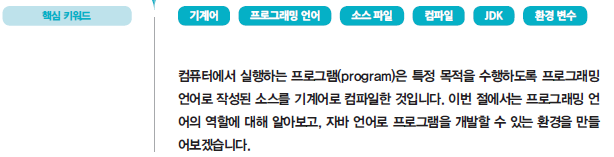 핵심 키워드
기계어 프로그래밍 언어 소스 파일 컴파일 JDK 환경 변수
컴퓨터에서 실행하는 프로그램(program)은 특정 목적을 수행하도록 프로그래밍
언어로 작성된 소스를 기계어로 컴파일한 것입니다. 이번 절에서는 프로그래밍 언
어의 역할에 대해 알아보고, 자바 언어로 프로그램을 개발할 수 있는 환경을 만들
어보겠습니다.